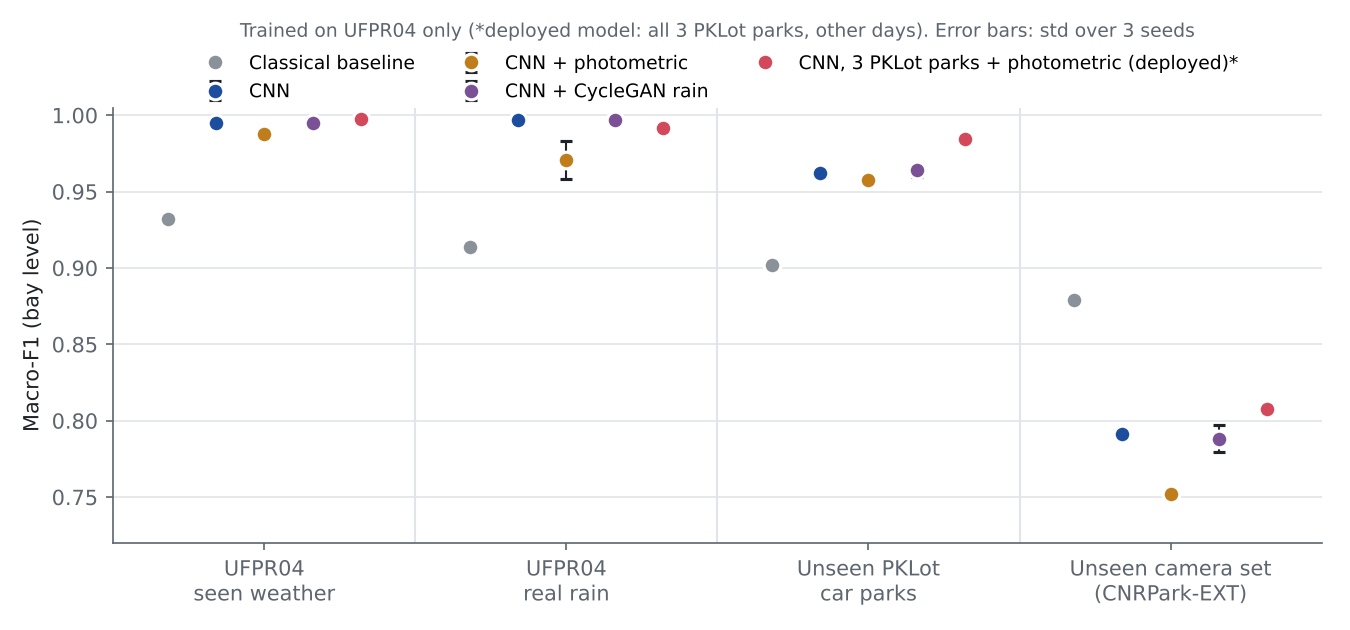 Trained on UFPR04 only (*deployed model: all 3 PKLot parks, other days). Error bars: std over 3 seeds
Classical baseline
CNN
CNN + photometric
CNN + CycleGAN rain
CNN, 3 PKLot parks + photometric (deployed)*
Macro-F1 (bay level)
1.00
0.95
0.90
0.85
0.80
0.75
UFPR04
seen weather
UFPR04
real rain
Unseen PKLot
car parks
Unseen camera set
(CNRPark-EXT)